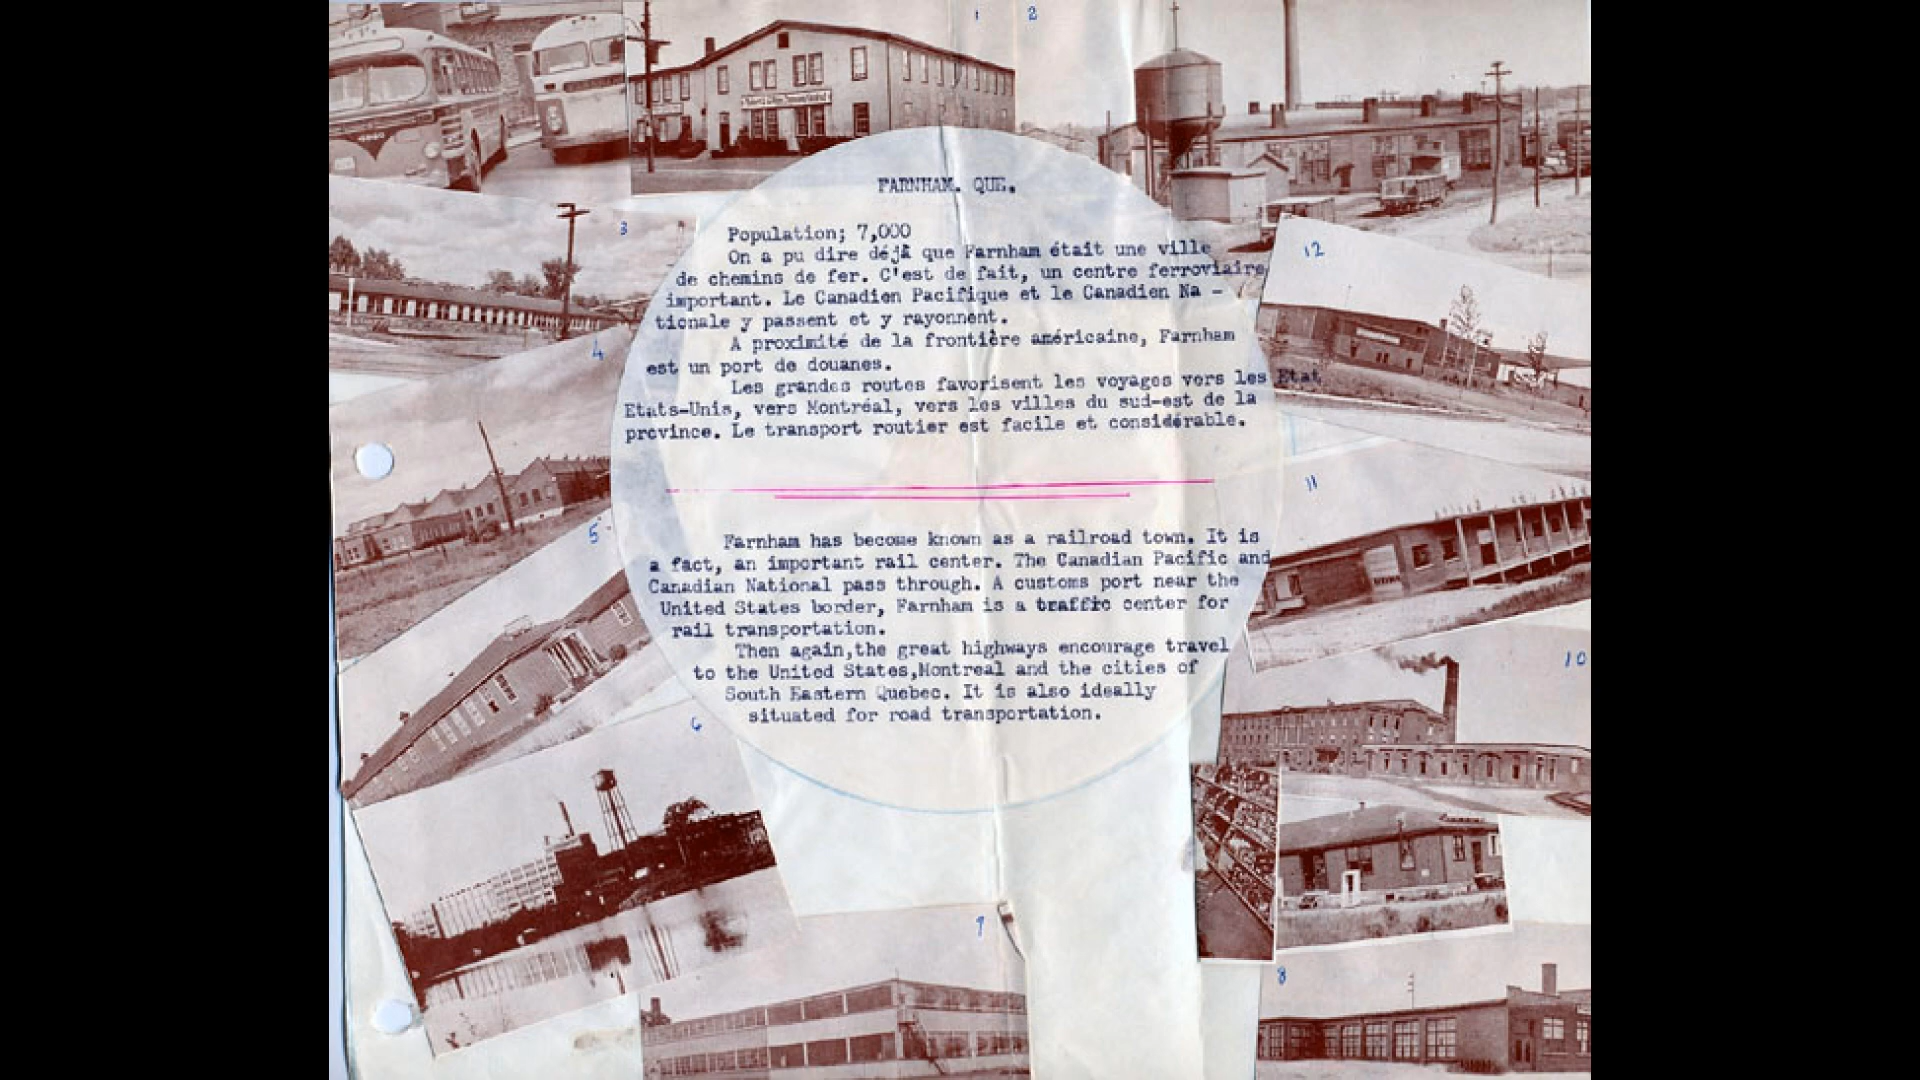 1 2
FARNHAM. QUE.
Population; 7,000
On a pu dire déjà que Farnham était une ville
de chemins de fer. C'est de fait, un centre ferroviaire
important. Le Canadien Pacifique et le Canadien Na -
tionale y passent et y rayonnent.
A proximité de la frontière américaine, Farnham
est un port de douanes.
Les grandes routes favorisent les voyages vers les Etat
Etats-Unis, vers Montréal, vers les villes du sud-est de la
province. Le transport routier est facile et considérable.
Farnham has become known as a railroad town. It is
a fact, an important rail center. The Canadian Pacific and
Canadian National pass through. A customs port near the
United States border, Farnham is a traffic center for
rail transportation.
Then again,the great highways encourage travel
to the United States,Montreal and the cities of
South Eastern Quebec. It is also ideally
situated for road transportation.
3
4
5
6
7
8
10
11
12